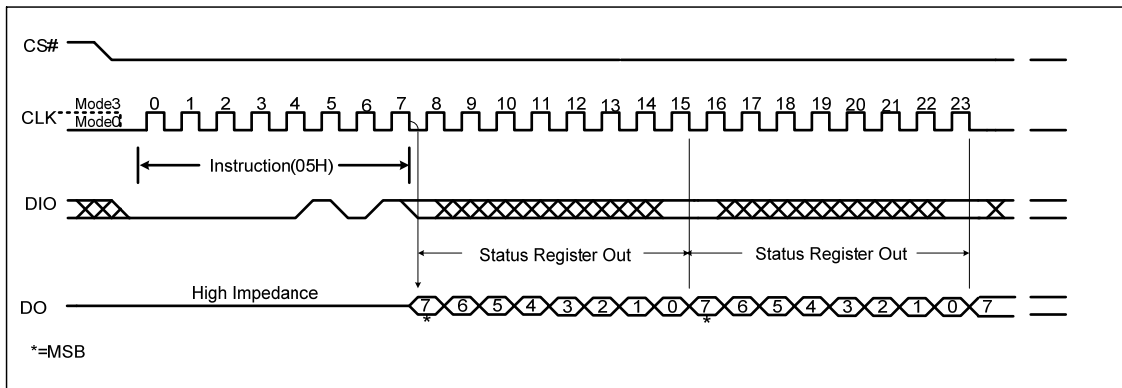 CS#
Mode3
CLK
Mode0
0 1 2 3 4 5 6 7 8 9 10 11 12 13 14 15 16 17 18 19 20 21 22 23
Instruction(05H)
DIO
Status Register Out
Status Register Out
High Impedance
DO
7 6 5 4 3 2 1 0 7 6 5 4 3 2 1 0 7
* *
*=MSB